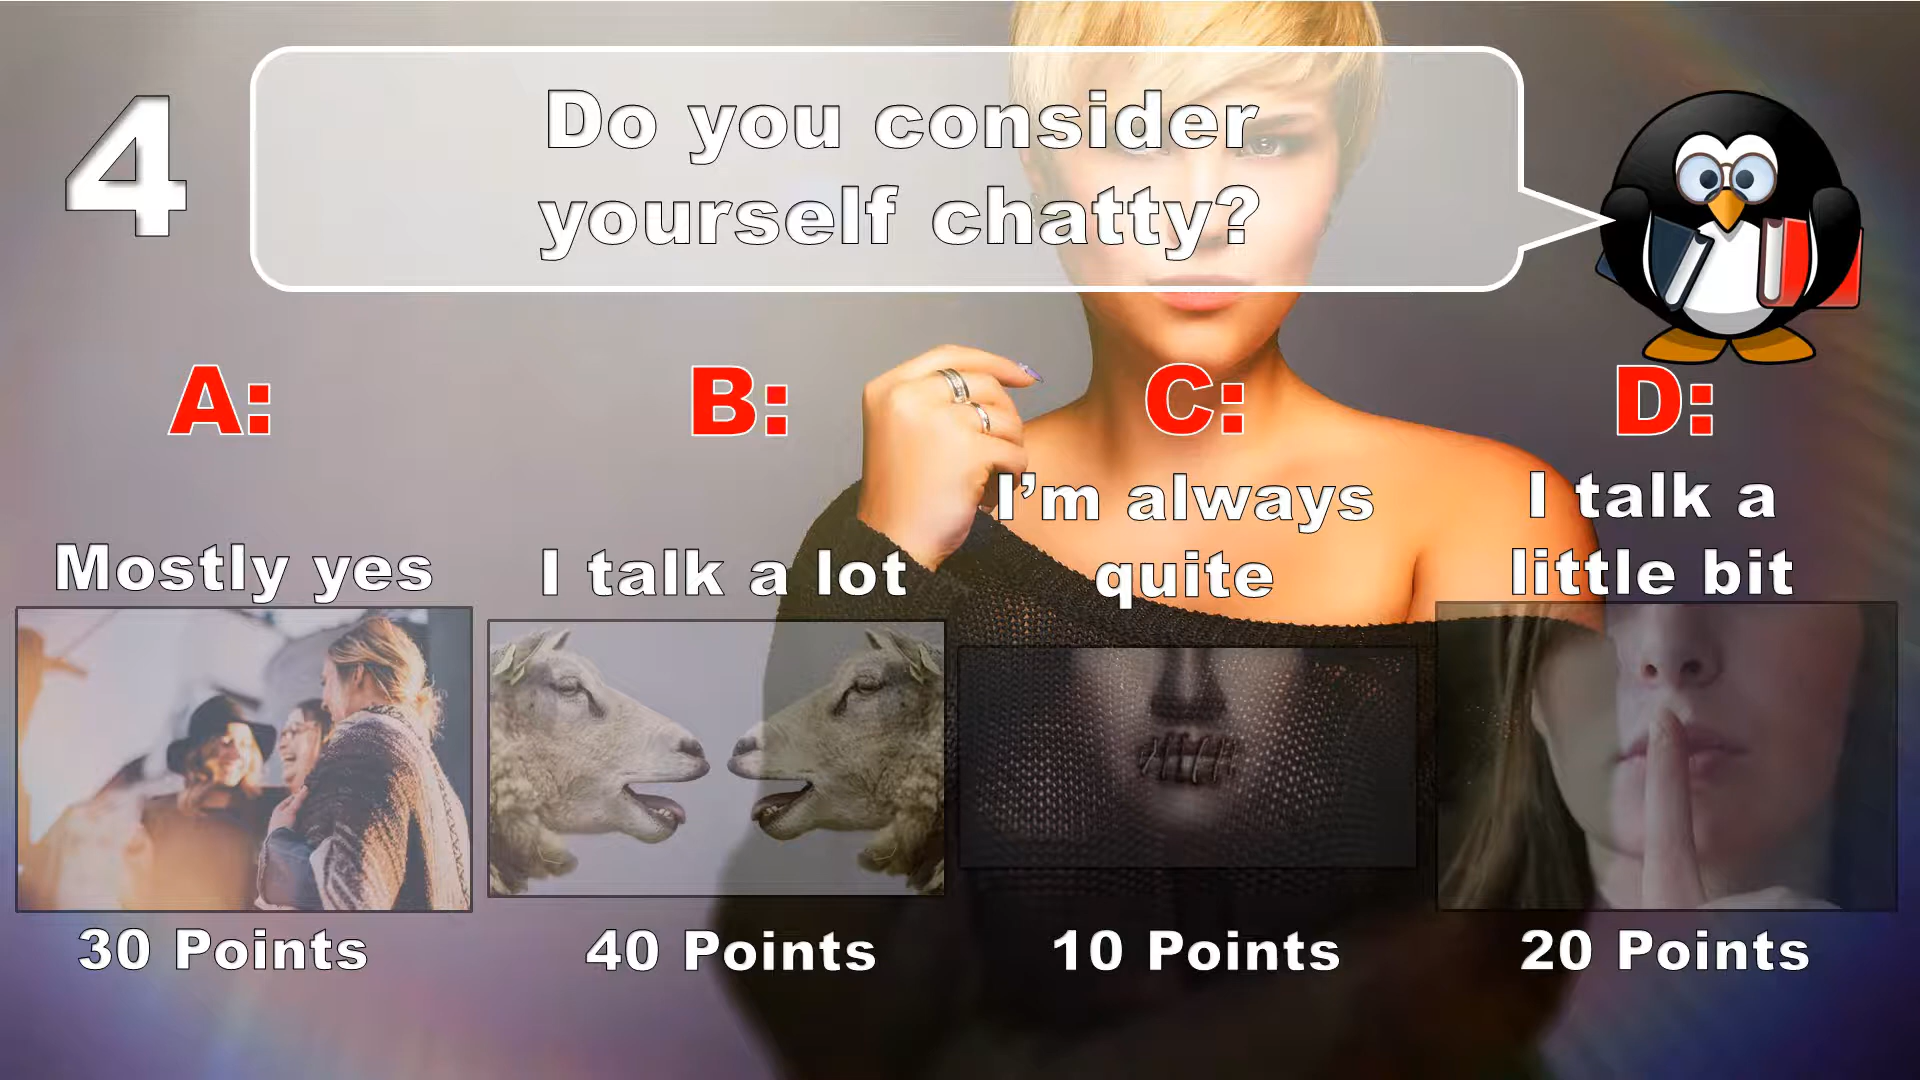 4
Do you consider
yourself chatty?
A:
Mostly yes
30 Points
B:
I talk a lot
40 Points
C:
I’m always
quite
10 Points
D:
I talk a
little bit
20 Points